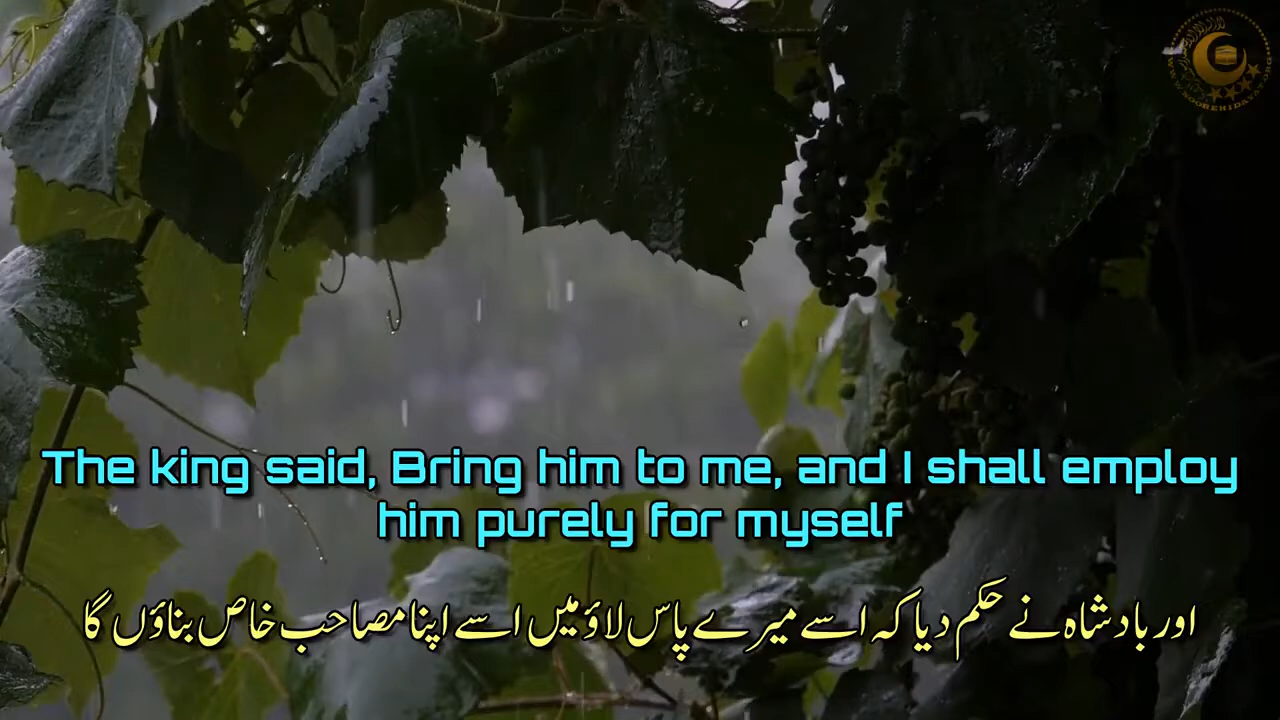 The king said, Bring him to me, and I shall employ
him purely for myself
اور بادشاہ نے حکم دیا کہ اسے میرے پاس لاؤ میں اسے اپنا مصاحب خاص بناؤں گا